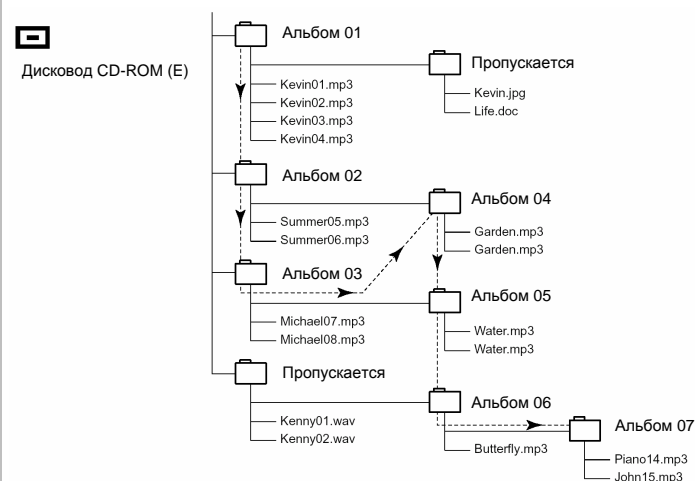 Дисковод CD-ROM (E)
Альбом 01
Kevin01.mp3
Kevin02.mp3
Kevin03.mp3
Kevin04.mp3
Пропускается
Kevin.jpg
Life.doc
Альбом 02
Summer05.mp3
Summer06.mp3
Альбом 04
Garden.mp3
Garden.mp3
Альбом 03
Michael07.mp3
Michael08.mp3
Альбом 05
Water.mp3
Water.mp3
Пропускается
Kenny01.wav
Kenny02.wav
Альбом 06
Butterfly.mp3
Альбом 07
Piano14.mp3
John15.mp3